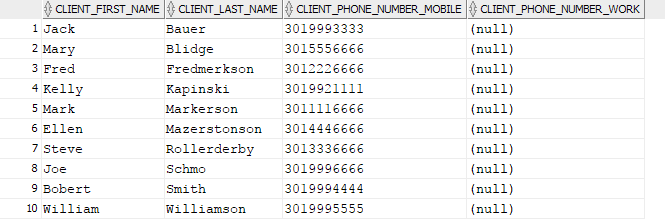 CLIENT_FIRST_NAME CLIENT_LAST_NAME CLIENT_PHONE_NUMBER_MOBILE CLIENT_PHONE_NUMBER_WORK
1 Jack Bauer 3019993333 (null)
2 Mary Blidge 3015556666 (null)
3 Fred Fredmerkson 3012226666 (null)
4 Kelly Kapinski 3019921111 (null)
5 Mark Markerson 3011116666 (null)
6 Ellen Mazerstonson 3014446666 (null)
7 Steve Rollerderby 3013336666 (null)
8 Joe Schmo 3019996666 (null)
9 Bobert Smith 3019994444 (null)
10 William Williamson 3019995555 (null)